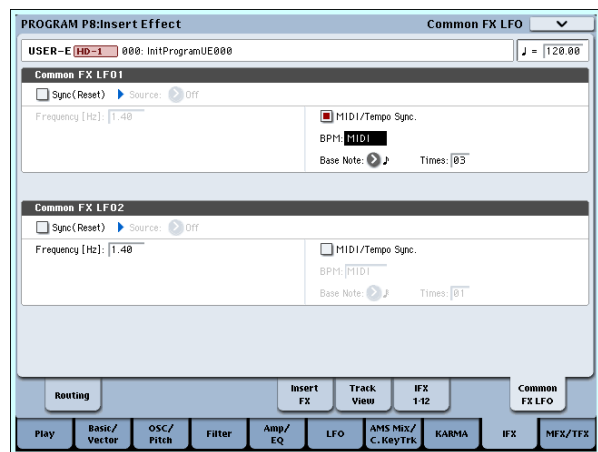 PROGRAM P8:Insert Effect Common FX LFO
USER-E HD-1 000: InitProgramUE000 ♩ = 120.00
Common FX LFO1
Sync(Reset) Source: Off
Frequency [Hz]: 1.40 MIDI/Tempo Sync.
BPM: MIDI
Base Note: ♪ Times: 03
Common FX LFO2
Sync(Reset) Source: Off
Frequency [Hz]: 1.40 MIDI/Tempo Sync.
BPM: MIDI
Base Note: ♪ Times: 01
Routing Insert FX Track View IFX 1-12 Common FX LFO
Play Basic/Vector OSC/Pitch Filter Amp/EQ LFO AMS Mix/C.KeyTrk KARMA IFX MFX/TFX